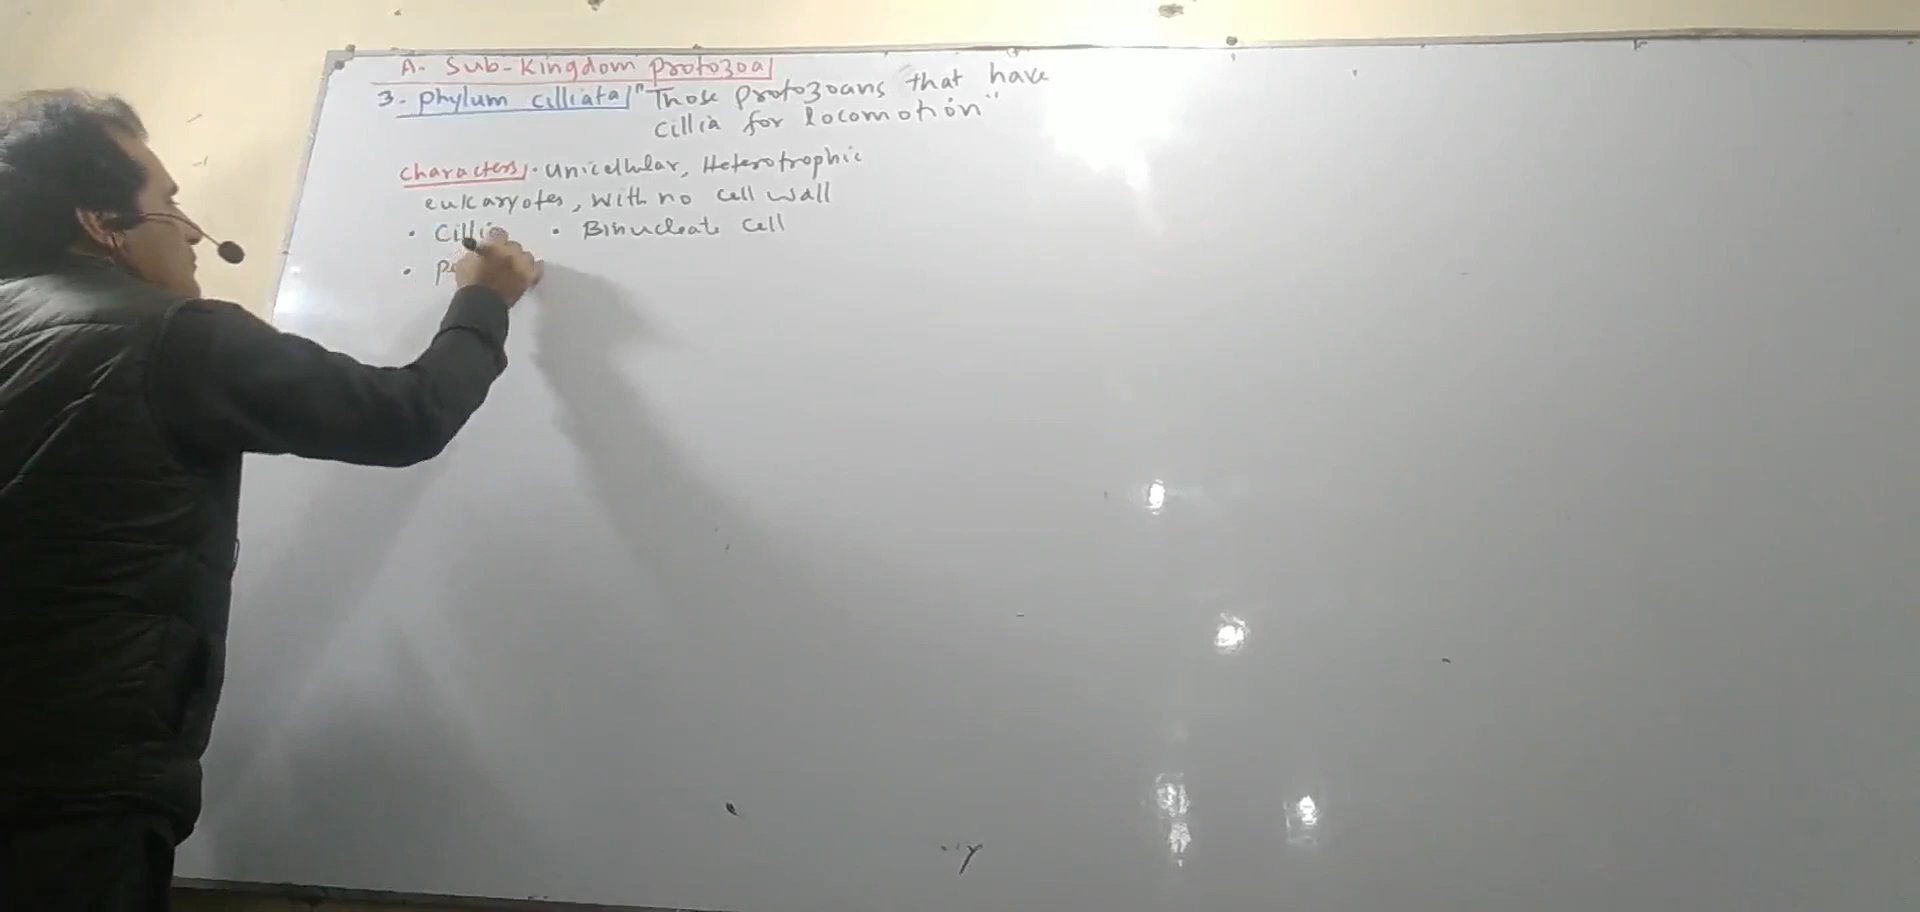 A- Sub-Kingdom protozoa
3- phylum cilliata "Those protozoans that have
cillia for locomotion"
characters • unicellular, Heterotrophic
eukaryotes, with no cell wall
• Cillia • Binucleate cell
•